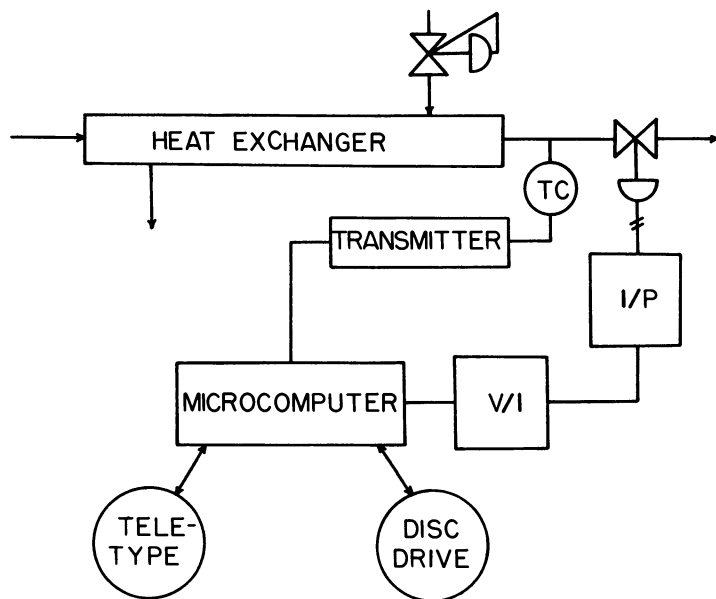 HEAT EXCHANGER
TC
TRANSMITTER
I/P
MICROCOMPUTER
V/I
TELE-
TYPE
DISC
DRIVE